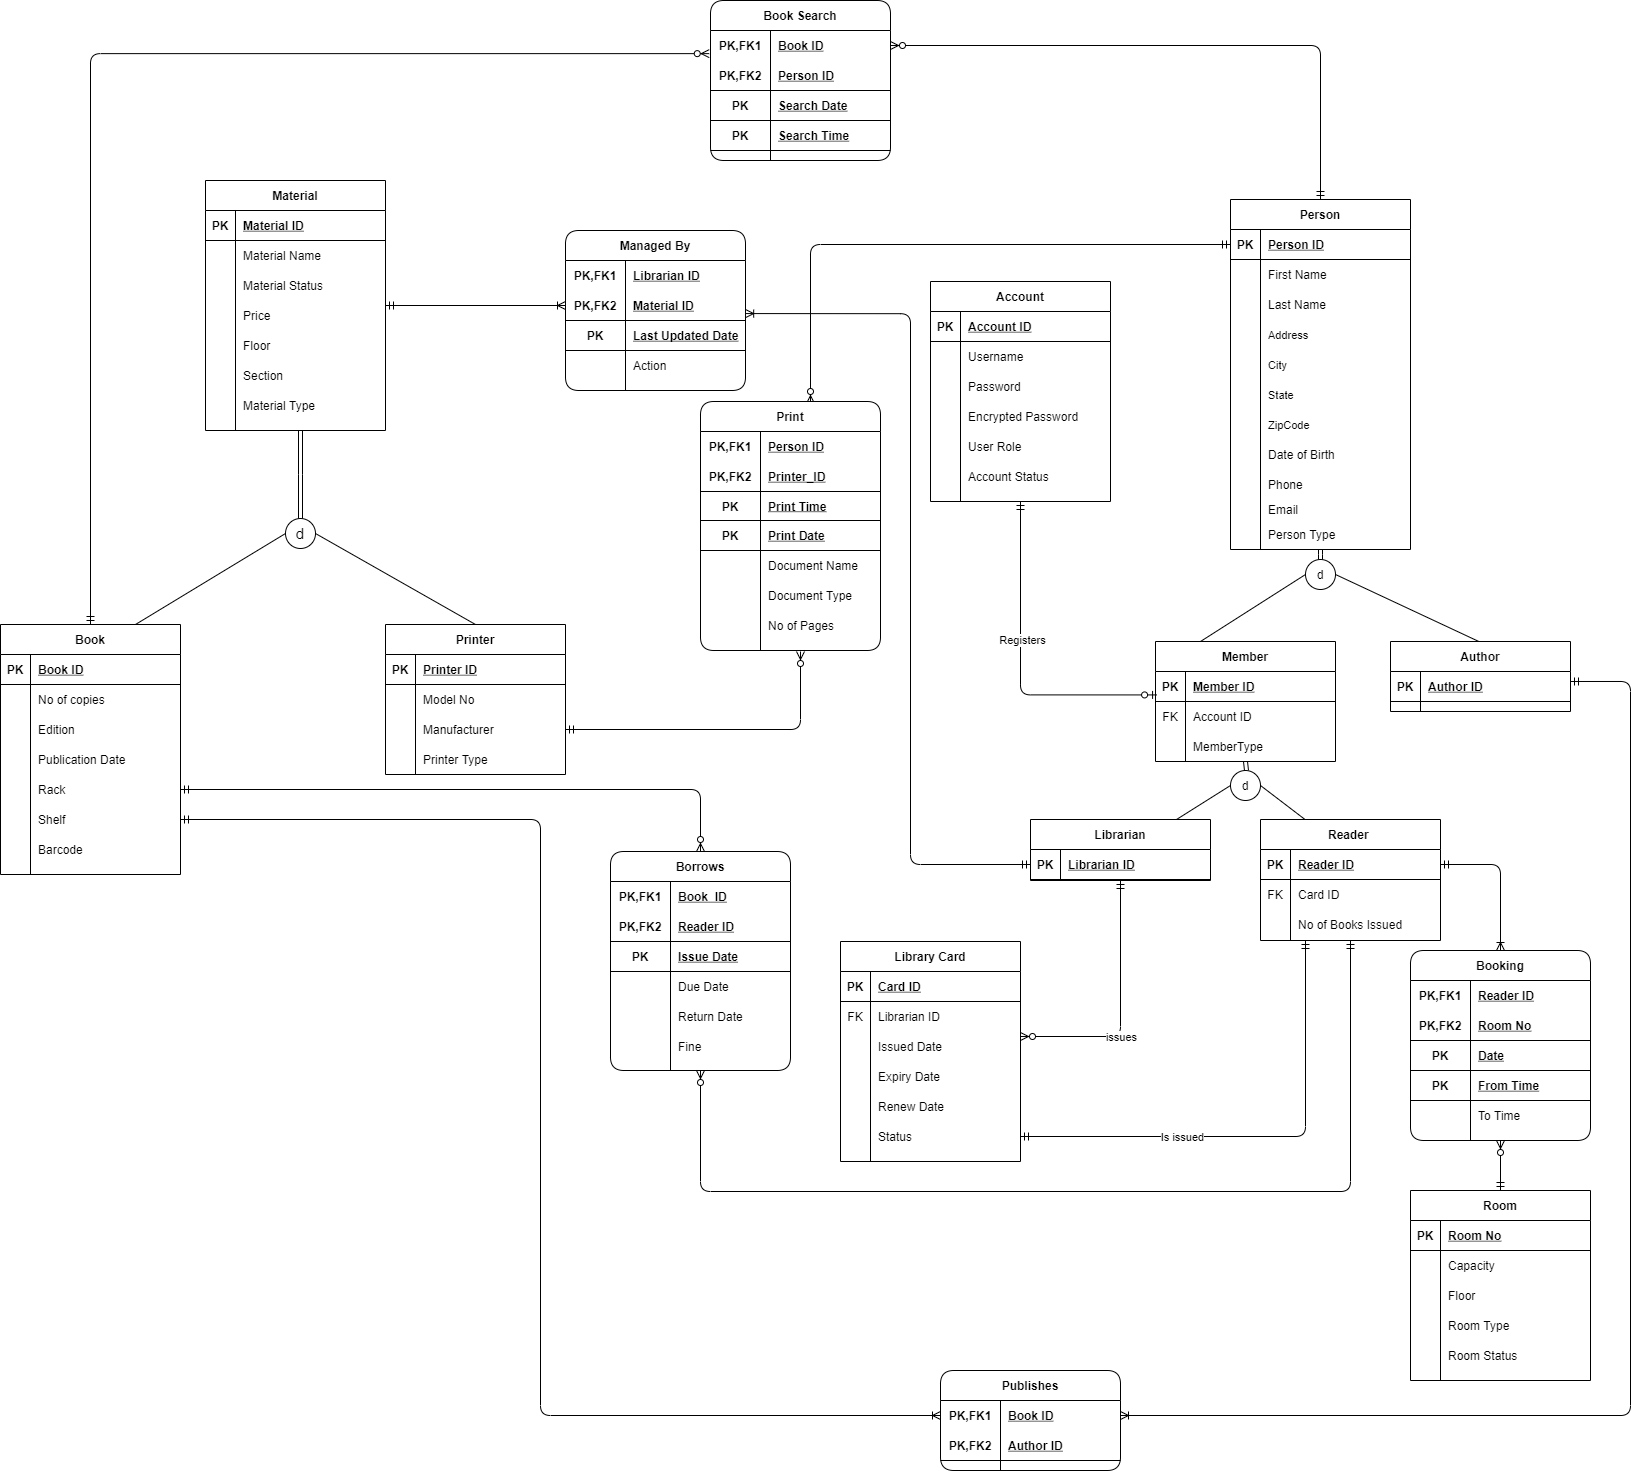 Book Search
PK,FK1 Book ID
PK,FK2 Person ID
PK Search Date
PK Search Time
Material
PK Material ID
Material Name
Material Status
Price
Floor
Section
Material Type
Managed By
PK,FK1 Librarian ID
PK,FK2 Material ID
PK Last Updated Date
Action
Person
PK Person ID
First Name
Last Name
Address
City
State
ZipCode
Date of Birth
Phone
Email
Person Type
Account
PK Account ID
Username
Password
Encrypted Password
User Role
Account Status
Print
PK,FK1 Person ID
PK,FK2 Printer_ID
PK Print Time
PK Print Date
Document Name
Document Type
No of Pages
d
d
Registers
Book
PK Book ID
No of copies
Edition
Publication Date
Rack
Shelf
Barcode
Printer
PK Printer ID
Model No
Manufacturer
Printer Type
Member
PK Member ID
FK Account ID
MemberType
Author
PK Author ID
d
Librarian
PK Librarian ID
Reader
PK Reader ID
FK Card ID
No of Books Issued
Borrows
PK,FK1 Book_ID
PK,FK2 Reader ID
PK Issue Date
Due Date
Return Date
Fine
Library Card
PK Card ID
FK Librarian ID
Issued Date
Expiry Date
Renew Date
Status
issues
Is issued
Booking
PK,FK1 Reader ID
PK,FK2 Room No
PK Date
PK From Time
To Time
Room
PK Room No
Capacity
Floor
Room Type
Room Status
Publishes
PK,FK1 Book ID
PK,FK2 Author ID